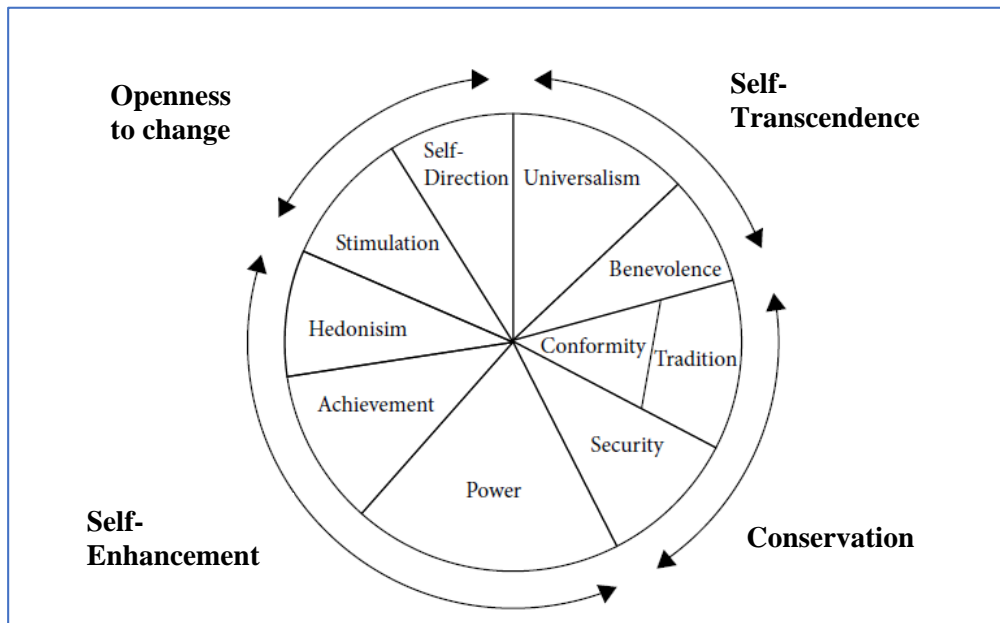 Openness
to change
Self-
Transcendence
Self-
Direction
Universalism
Stimulation
Benevolence
Hedonisim
Conformity
Tradition
Achievement
Security
Power
Self-
Enhancement
Conservation